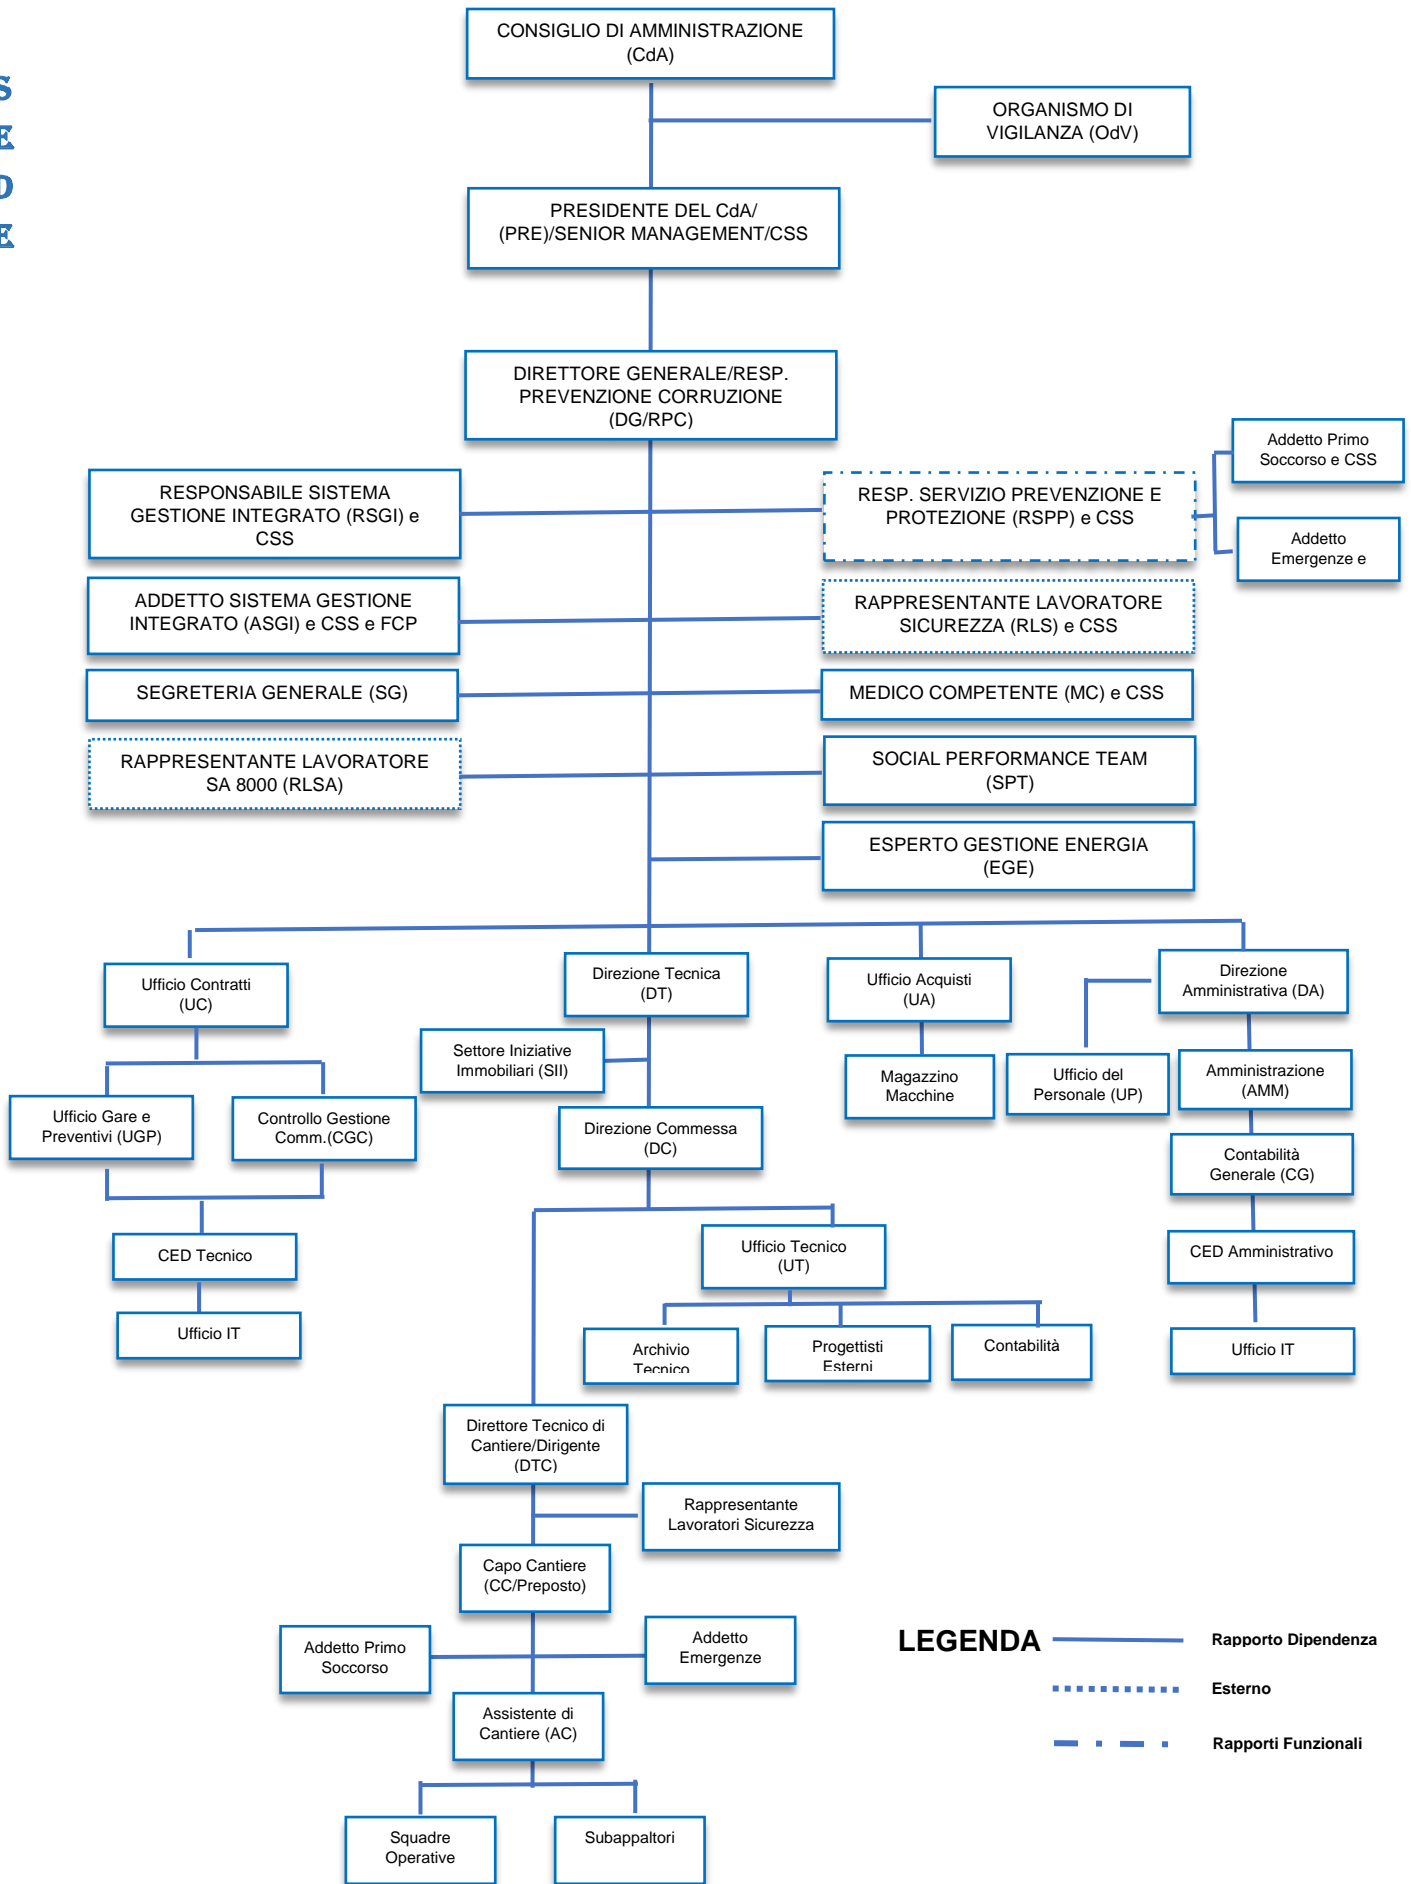 S
E
D
E
CONSIGLIO DI AMMINISTRAZIONE
(CdA)
ORGANISMO DI
VIGILANZA (OdV)
PRESIDENTE DEL CdA/
(PRE)/SENIOR MANAGEMENT/CSS
DIRETTORE GENERALE/RESP.
PREVENZIONE CORRUZIONE
(DG/RPC)
RESPONSABILE SISTEMA
GESTIONE INTEGRATO (RSGI) e
CSS
RESP. SERVIZIO PREVENZIONE E
PROTEZIONE (RSPP) e CSS
Addetto Primo
Soccorso e CSS
Addetto
Emergenze e
ADDETTO SISTEMA GESTIONE
INTEGRATO (ASGI) e CSS e FCP
RAPPRESENTANTE LAVORATORE
SICUREZZA (RLS) e CSS
SEGRETERIA GENERALE (SG)
MEDICO COMPETENTE (MC) e CSS
RAPPRESENTANTE LAVORATORE
SA 8000 (RLSA)
SOCIAL PERFORMANCE TEAM
(SPT)
ESPERTO GESTIONE ENERGIA
(EGE)
Ufficio Contratti
(UC)
Direzione Tecnica
(DT)
Ufficio Acquisti
(UA)
Direzione
Amministrativa (DA)
Settore Iniziative
Immobiliari (SII)
Magazzino
Macchine
Ufficio del
Personale (UP)
Amministrazione
(AMM)
Ufficio Gare e
Preventivi (UGP)
Controllo Gestione
Comm.(CGC)
Direzione Commessa
(DC)
Contabilità
Generale (CG)
CED Tecnico
Ufficio Tecnico
(UT)
CED Amministrativo
Ufficio IT
Archivio
Tecnico
Progettisti
Esterni
Contabilità
Ufficio IT
Direttore Tecnico di
Cantiere/Dirigente
(DTC)
Rappresentante
Lavoratori Sicurezza
Capo Cantiere
(CC/Preposto)
Addetto Primo
Soccorso
Addetto
Emergenze
Assistente di
Cantiere (AC)
Squadre
Operative
Subappaltori
LEGENDA
Rapporto Dipendenza
Esterno
Rapporti Funzionali